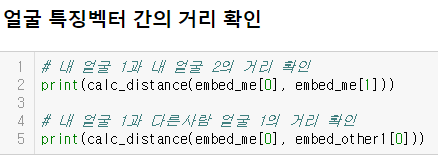 얼굴 특징벡터 간의 거리 확인
1 # 내 얼굴 1과 내 얼굴 2의 거리 확인
2 print(calc_distance(embed_me[0], embed_me[1]))
3
4 # 내 얼굴 1과 다른사람 얼굴 1의 거리 확인
5 print(calc_distance(embed_me[0], embed_other1[0]))